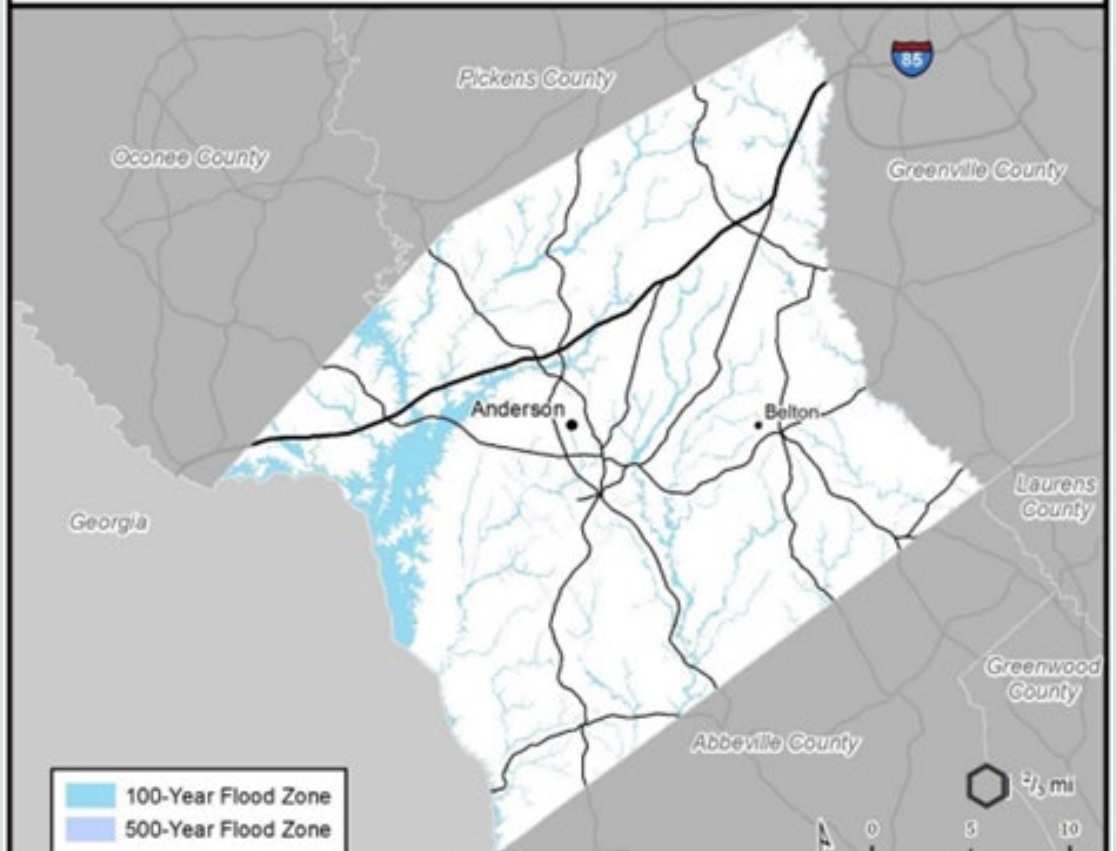 85
Pickens County
Oconee County
Greenville County
Anderson
Belton
Georgia
Laurens
County
Greenwood
County
Abbeville County
2/3 mi
100-Year Flood Zone
500-Year Flood Zone
0 5 10